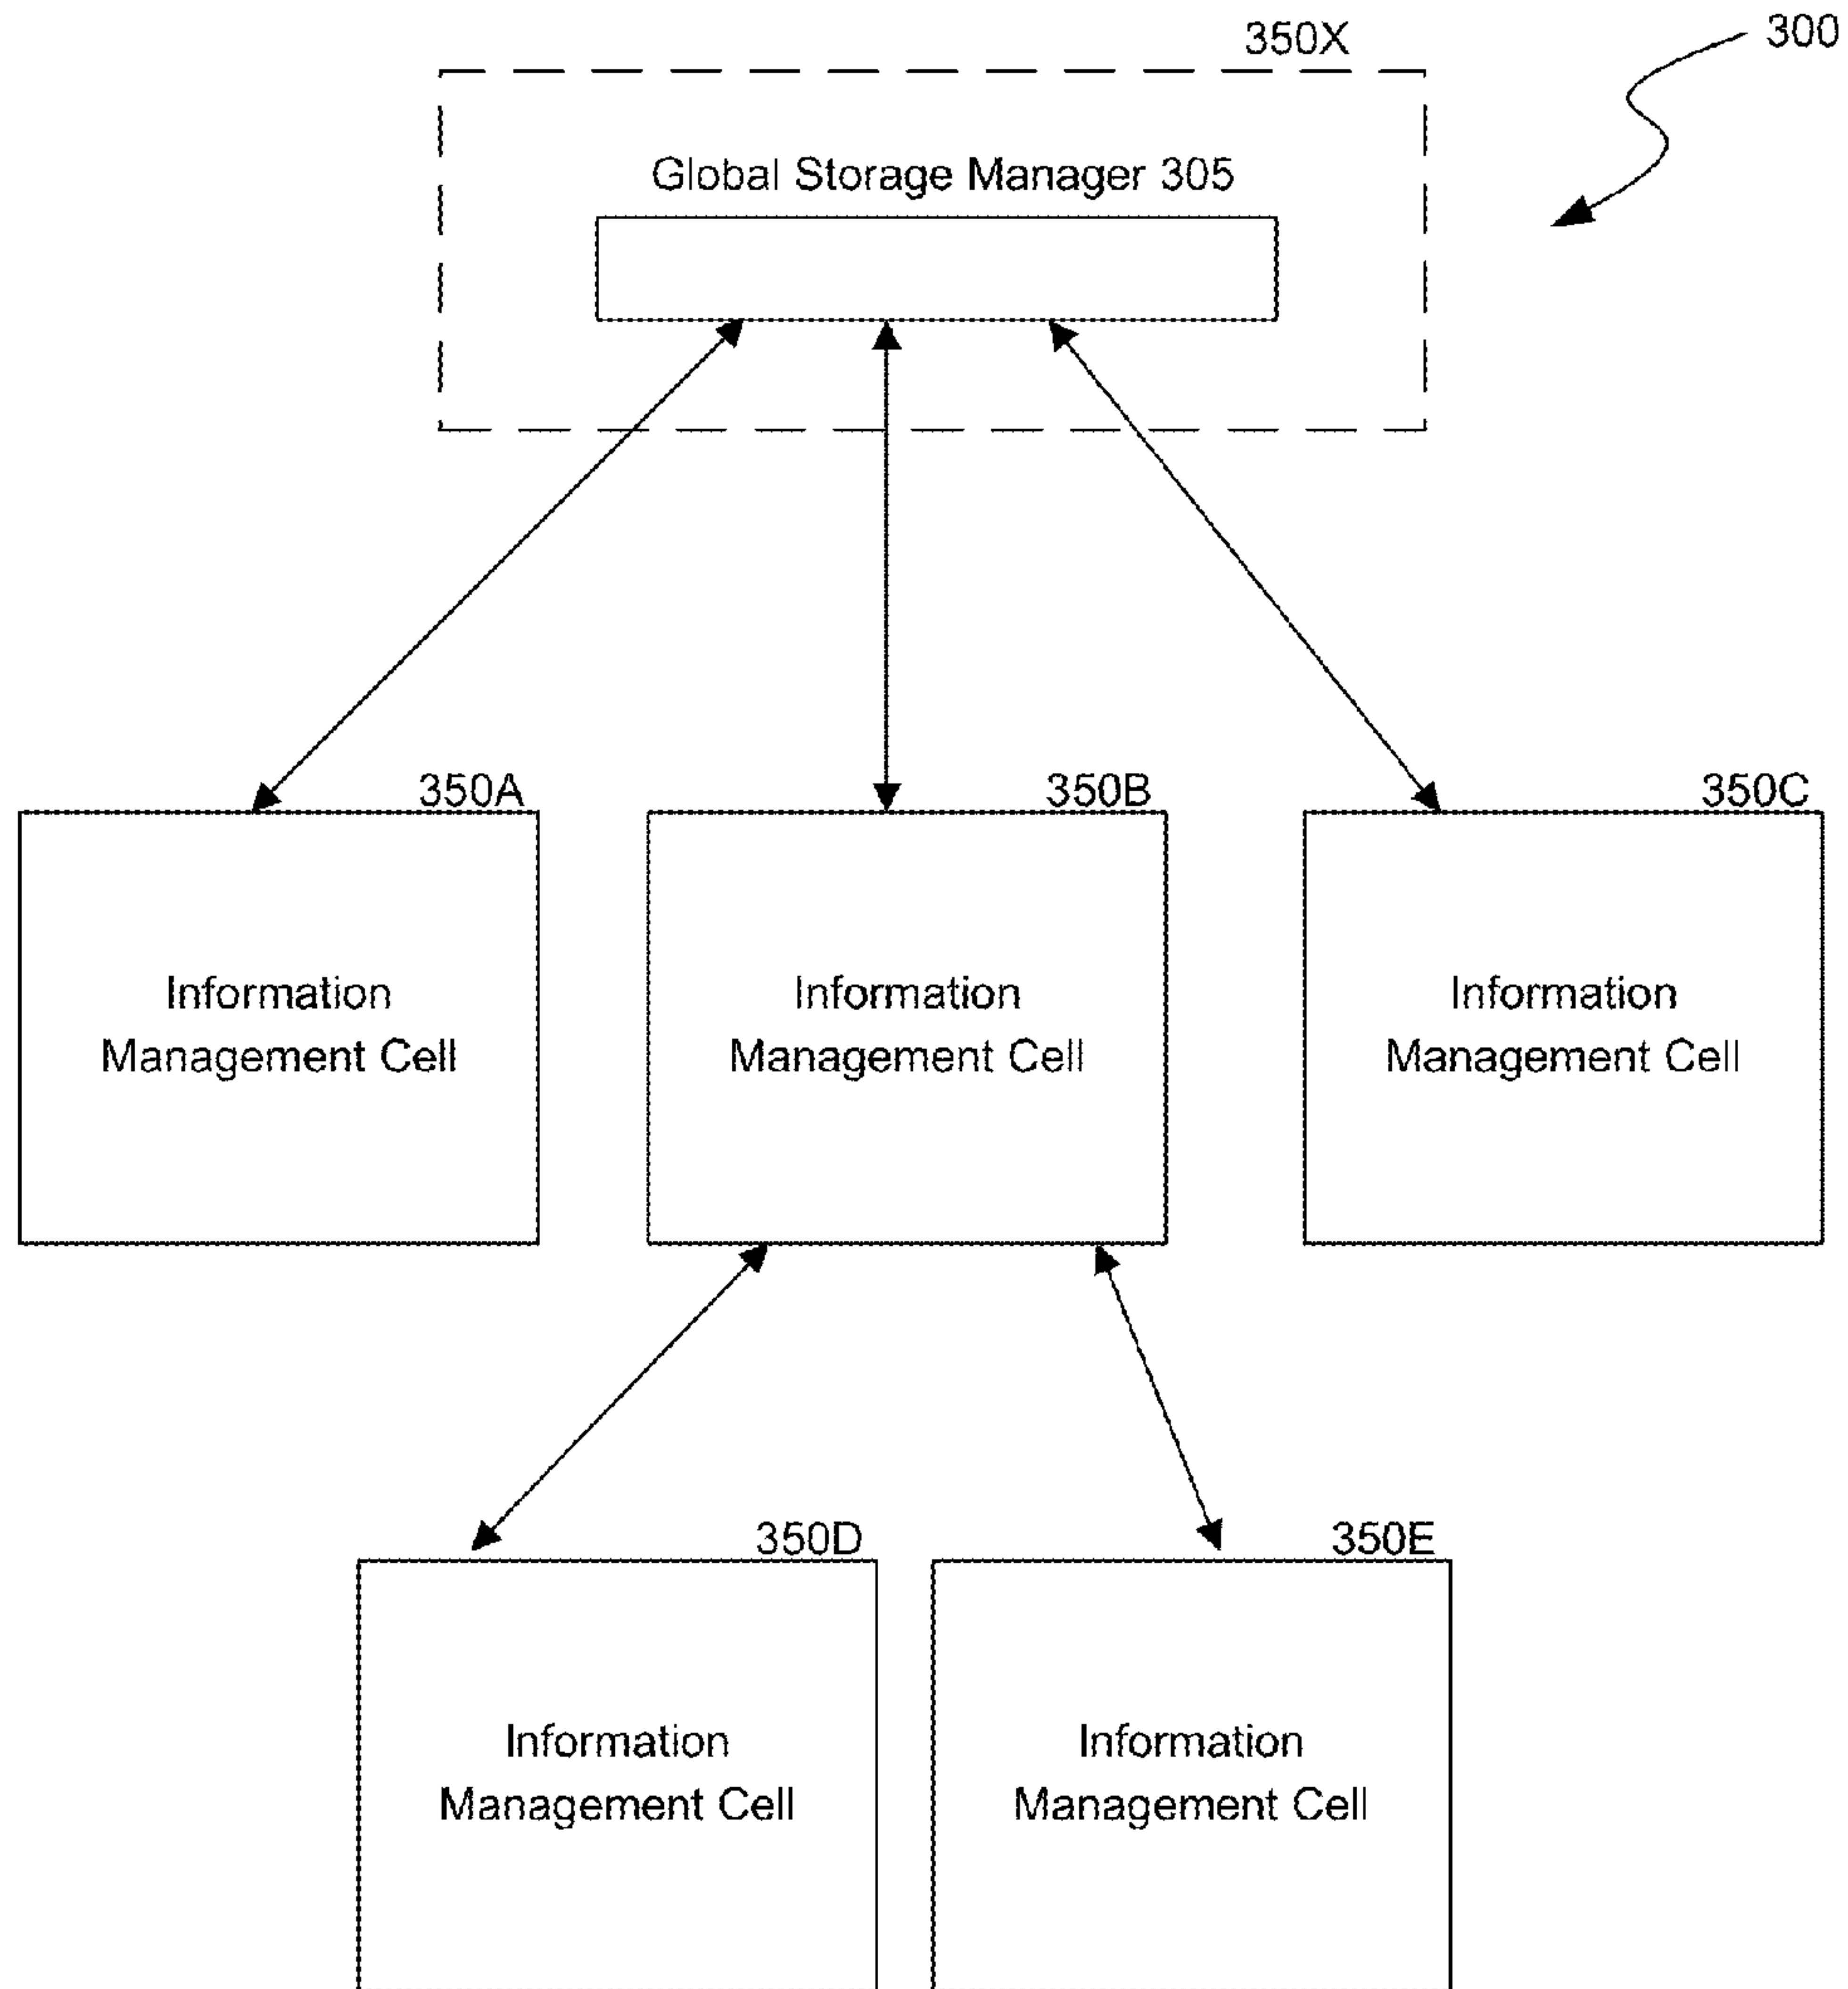 350X
300
Global Storage Manager 305
350A
350B
350C
Information
Management Cell
Information
Management Cell
Information
Management Cell
350D
350E
Information
Management Cell
Information
Management Cell